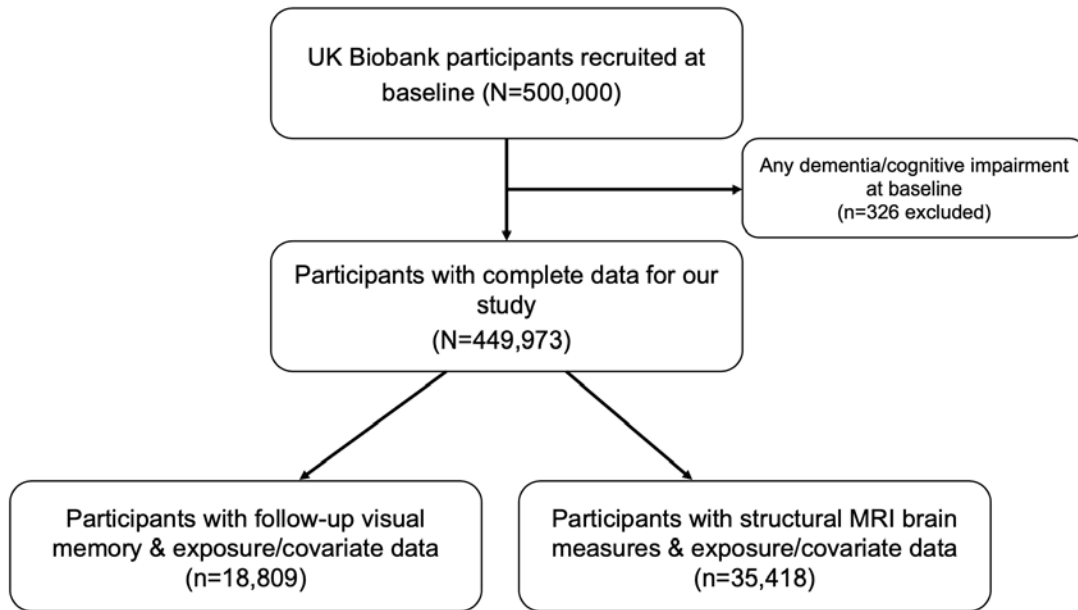 UK Biobank participants recruited at
baseline (N=500,000)
Any dementia/cognitive impairment
at baseline
(n=326 excluded)
Participants with complete data for our
study
(N=449,973)
Participants with follow-up visual
memory & exposure/covariate data
(n=18,809)
Participants with structural MRI brain
measures & exposure/covariate data
(n=35,418)